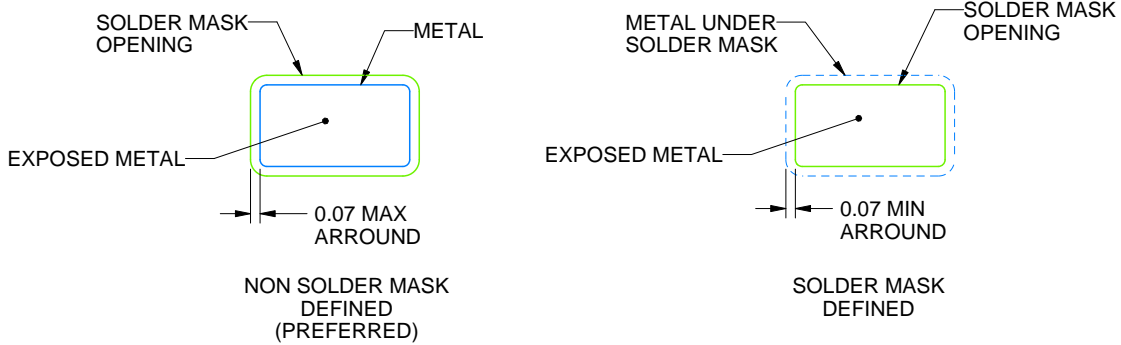 SOLDER MASK
OPENING
METAL
EXPOSED METAL
0.07 MAX
ARROUND
NON SOLDER MASK
DEFINED
(PREFERRED)
METAL UNDER
SOLDER MASK
SOLDER MASK
OPENING
EXPOSED METAL
0.07 MIN
ARROUND
SOLDER MASK
DEFINED